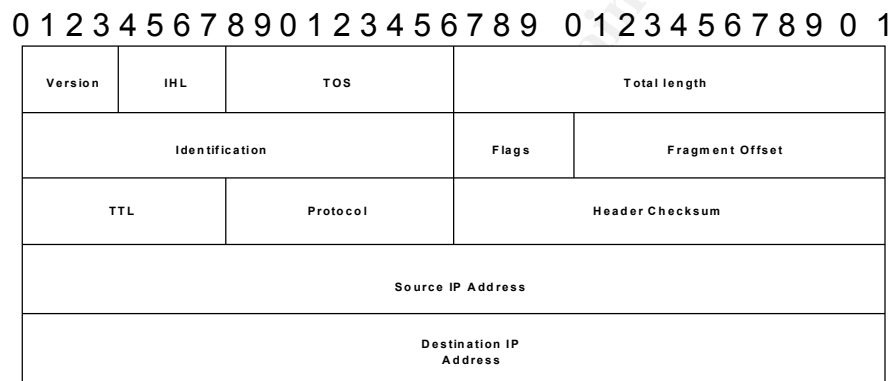 0 1 2 3 4 5 6 7 8 9 0 1 2 3 4 5 6 7 8 9 0 1 2 3 4 5 6 7 8 9 0 1
Version IHL TOS Total length
Identification Flags Fragment Offset
TTL Protocol Header Checksum
Source IP Address
Destination IP
Address